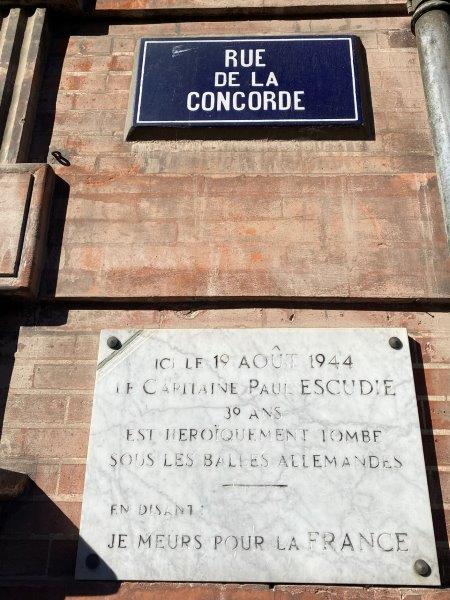 RUE
DE LA
CONCORDE
ICI LE 19 AOÛT 1944
LE CAPITAINE PAUL ESCUDIE
39 ANS
EST HEROÏQUEMENT TOMBE
SOUS LES BALLES ALLEMANDES
EN DISANT :
JE MEURS POUR LA FRANCE